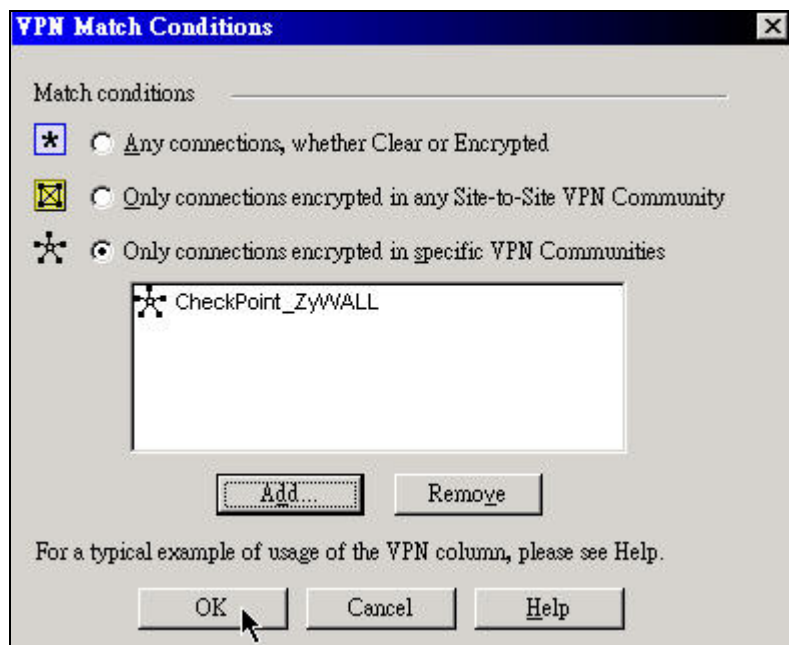 VPN Match Conditions
Match conditions
Any connections, whether Clear or Encrypted
Only connections encrypted in any Site-to-Site VPN Community
Only connections encrypted in specific VPN Communities
CheckPoint_ZyWALL
Add... Remove
For a typical example of usage of the VPN column, please see Help.
OK Cancel Help